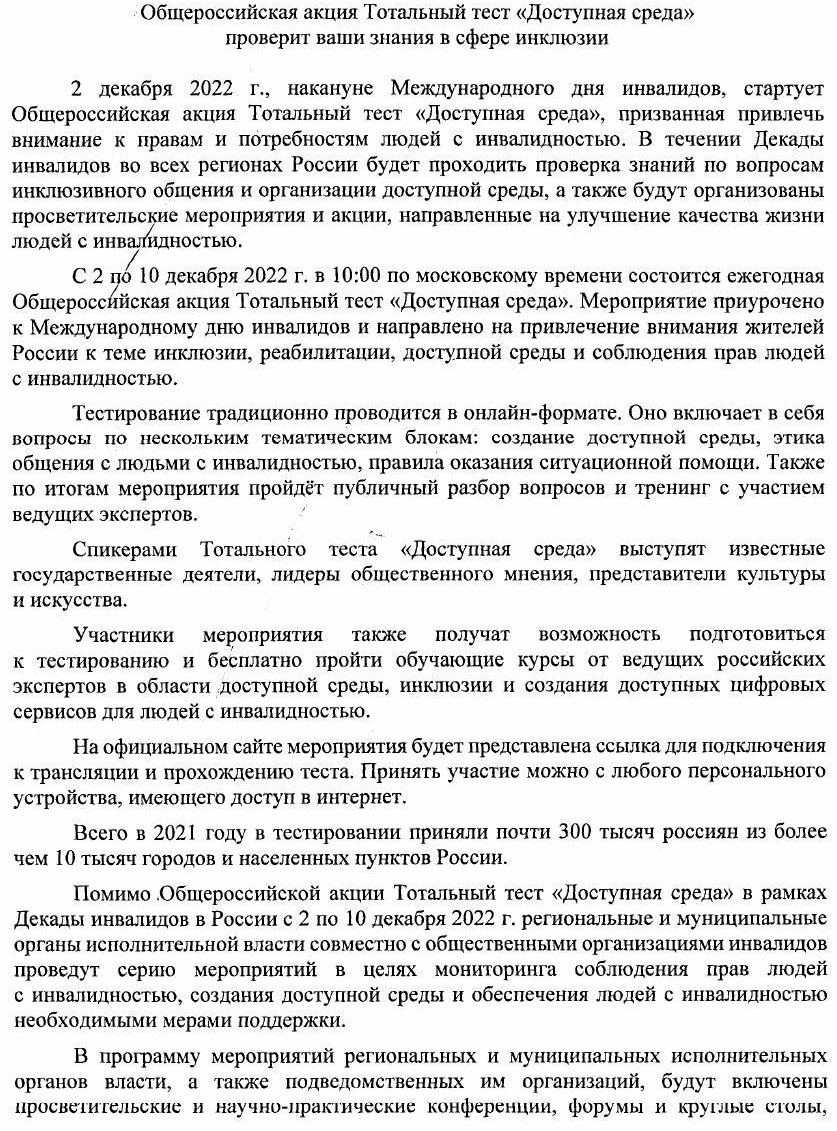 Общероссийская акция Тотальный тест «Доступная среда»
проверит ваши знания в сфере инклюзии
2 декабря 2022 г., накануне Международного дня инвалидов, стартует
Общероссийская акция Тотальный тест «Доступная среда», призванная привлечь
внимание к правам и потребностям людей с инвалидностью. В течении Декады
инвалидов во всех регионах России будет проходить проверка знаний по вопросам
инклюзивного общения и организации доступной среды, а также будут организованы
просветительские мероприятия и акции, направленные на улучшение качества жизни
людей с инвалидностью.
С 2 по 10 декабря 2022 г. в 10:00 по московскому времени состоится ежегодная
Общероссийская акция Тотальный тест «Доступная среда». Мероприятие приурочено
к Международному дню инвалидов и направлено на привлечение внимания жителей
России к теме инклюзии, реабилитации, доступной среды и соблюдения прав людей
с инвалидностью.
Тестирование традиционно проводится в онлайн-формате. Оно включает в себя
вопросы по нескольким тематическим блокам: создание доступной среды, этика
общения с людьми с инвалидностью, правила оказания ситуационной помощи. Также
по итогам мероприятия пройдёт публичный разбор вопросов и тренинг с участием
ведущих экспертов.
Спикерами Тотального теста «Доступная среда» выступят известные
государственные деятели, лидеры общественного мнения, представители культуры
и искусства.
Участники мероприятия также получат возможность подготовиться
к тестированию и бесплатно пройти обучающие курсы от ведущих российских
экспертов в области доступной среды, инклюзии и создания доступных цифровых
сервисов для людей с инвалидностью.
На официальном сайте мероприятия будет представлена ссылка для подключения
к трансляции и прохождению теста. Принять участие можно с любого персонального
устройства, имеющего доступ в интернет.
Всего в 2021 году в тестировании приняли почти 300 тысяч россиян из более
чем 10 тысяч городов и населенных пунктов России.
Помимо Общероссийской акции Тотальный тест «Доступная среда» в рамках
Декады инвалидов в России с 2 по 10 декабря 2022 г. региональные и муниципальные
органы исполнительной власти совместно с общественными организациями инвалидов
проведут серию мероприятий в целях мониторинга соблюдения прав людей
с инвалидностью, создания доступной среды и обеспечения людей с инвалидностью
необходимыми мерами поддержки.
В программу мероприятий региональных и муниципальных исполнительных
органов власти, а также подведомственных им организаций, будут включены
просветительские и научно-практические конференции, форумы и круглые столы,